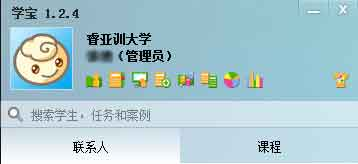 学宝 1.2.4
睿亚训大学
（管理员）
搜索学生，任务和案例
联系人
课程